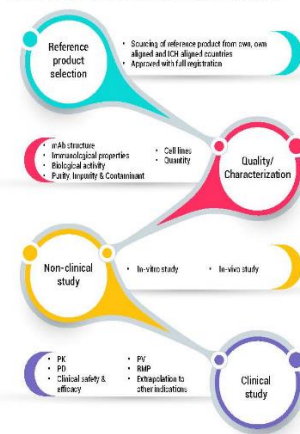 Reference
product
selection
• Sourcing of reference product from own, own
aligned and ICH aligned countries
• Approved with full registration
• mAb structure
• Immunological properties
• Biological activity
• Purity, Impurity & Contaminant
• Cell lines
• Quantity
Quality/
Characterization
Non-clinical
study
• In-vitro study
• In-vivo study
• PK
• PD
• Clinical safety &
efficacy
• PV
• RMP
• Extrapolation to
other indications
Clinical
study